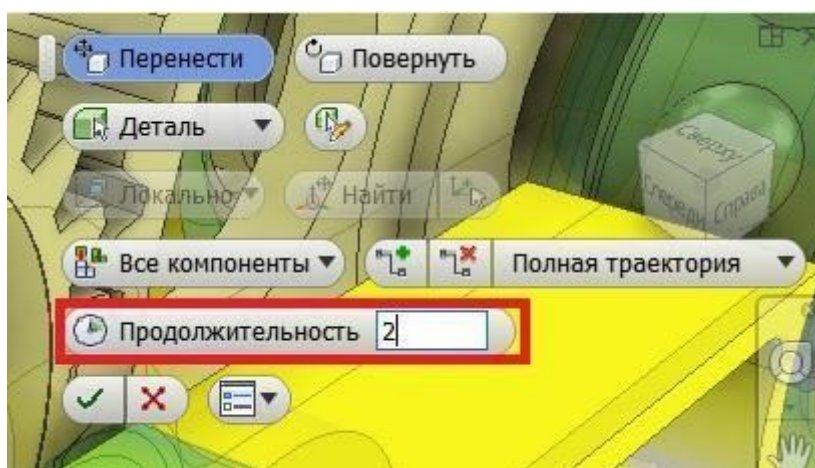 Перенести Повернуть
Деталь
Локально Найти
Сверху
Спереди Справа
Все компоненты Полная траектория
Продолжительность 2